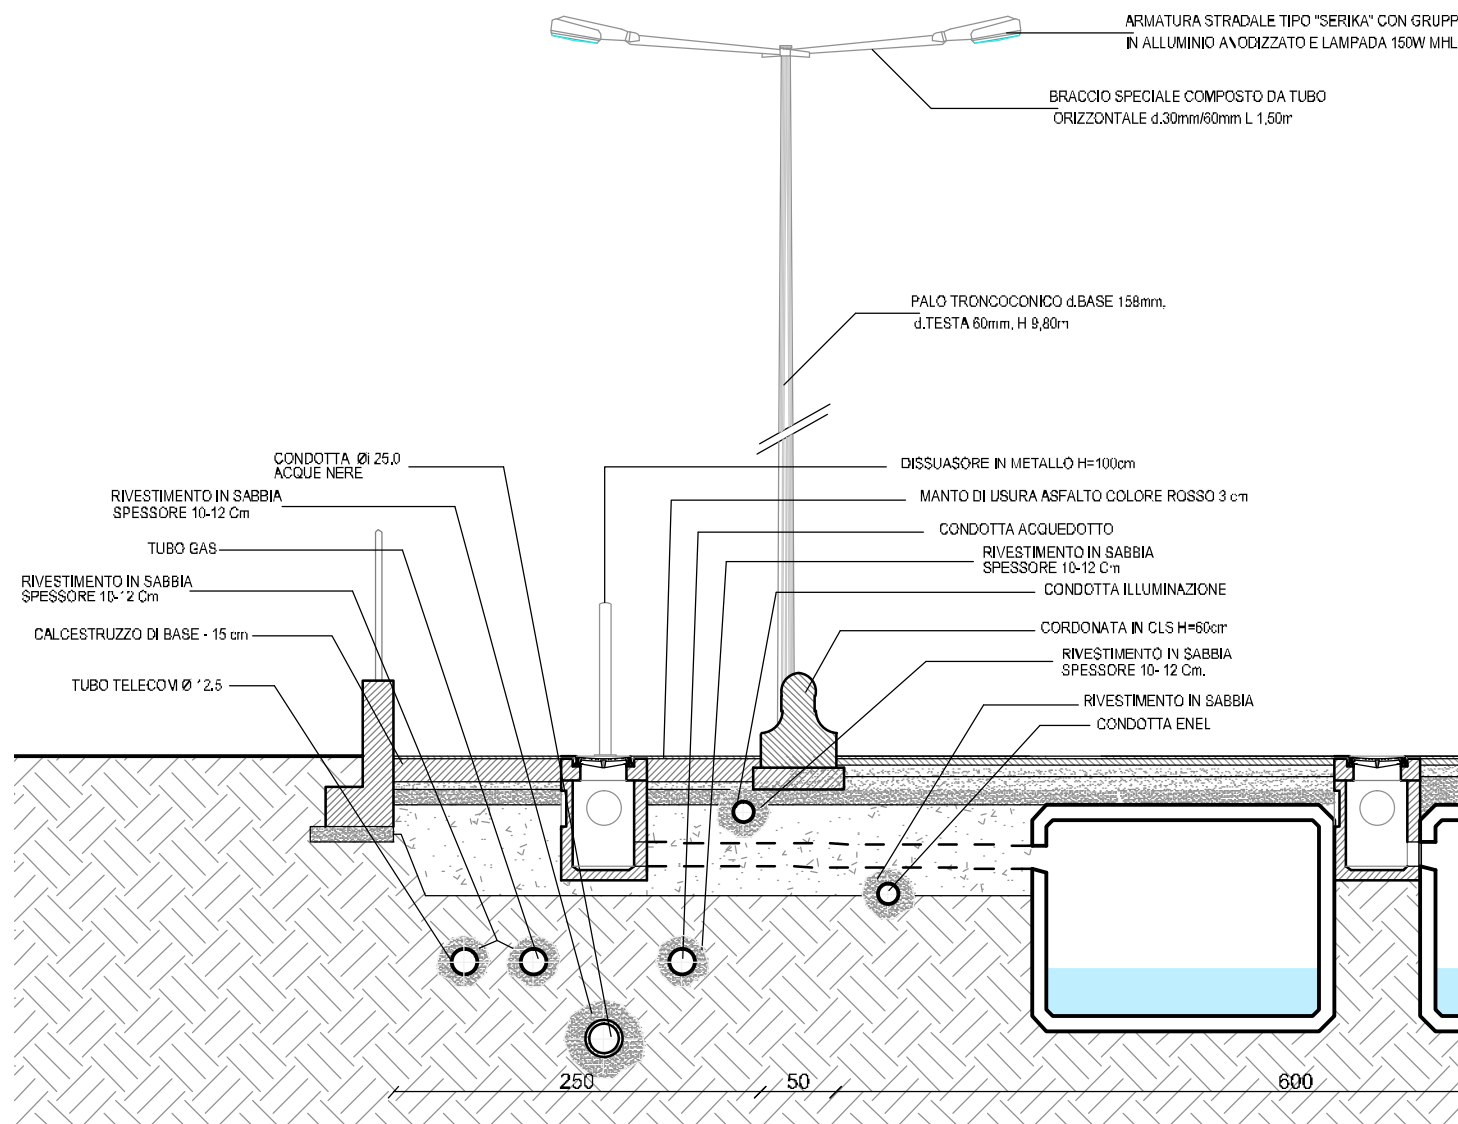 ARMATURA STRADALE TIPO "SERIKA" CON GRUPP
IN ALLUMINIO ANODIZZATO E LAMPADA 150W MHL
BRACCIO SPECIALE COMPOSTO DA TUBO
ORIZZONTALE d.30mm/60mm L 1,50m
PALO TRONCOCONICO d.BASE 158mm,
d.TESTA 60mm, H 9,80m
CONDOTTA Øi 25,0
ACQUE NERE
RIVESTIMENTO IN SABBIA
SPESSORE 10-12 Cm
TUBO GAS
RIVESTIMENTO IN SABBIA
SPESSORE 10-12 Cm
CALCESTRUZZO DI BASE - 15 cm
TUBO TELECOM Ø 12.5
DISSUASORE IN METALLO H=100cm
MANTO DI USURA ASFALTO COLORE ROSSO 3 cm
CONDOTTA ACQUEDOTTO
RIVESTIMENTO IN SABBIA
SPESSORE 10-12 Cm
CONDOTTA ILLUMINAZIONE
CORDONATA IN CLS H=60cm
RIVESTIMENTO IN SABBIA
SPESSORE 10- 12 Cm.
RIVESTIMENTO IN SABBIA
CONDOTTA ENEL
250
50
600